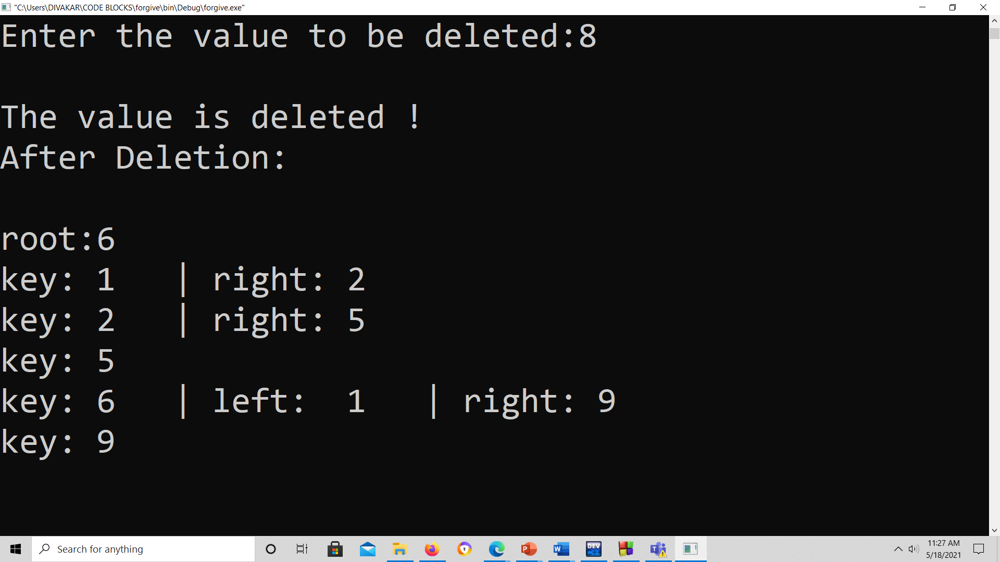 "C:\Users\DIVAKAR\CODE BLOCKS\forgive\bin\Debug\forgive.exe"
Enter the value to be deleted:8
The value is deleted !
After Deletion:
root:6
key: 1   | right: 2
key: 2   | right: 5
key: 5
key: 6   | left:  1   | right: 9
key: 9
Search for anything
DEV
C++
11:27 AM
5/18/2021